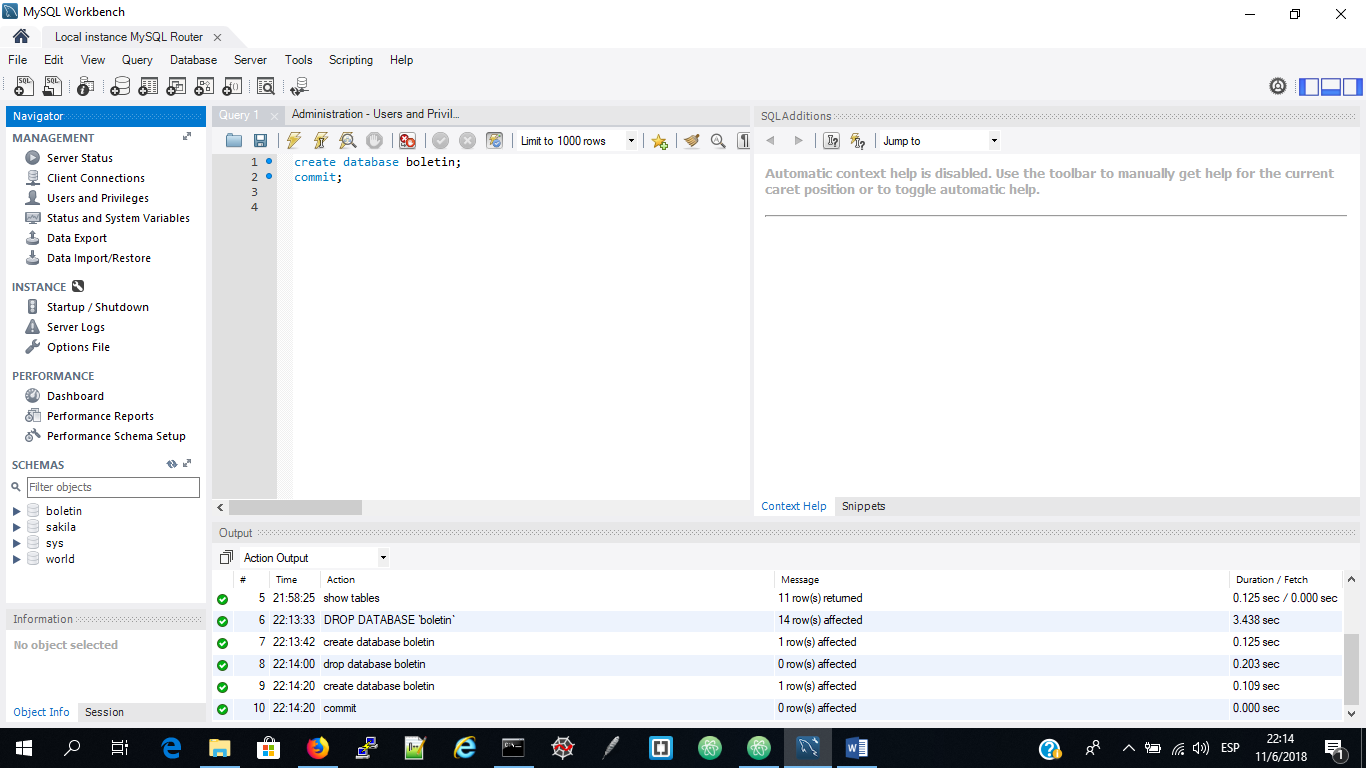 MySQL Workbench
Local instance MySQL Router
File Edit View Query Database Server Tools Scripting Help
Navigator
MANAGEMENT
Server Status
Client Connections
Users and Privileges
Status and System Variables
Data Export
Data Import/Restore
INSTANCE
Startup / Shutdown
Server Logs
Options File
PERFORMANCE
Dashboard
Performance Reports
Performance Schema Setup
SCHEMAS
Filter objects
boletin
sakila
sys
world
Information
No object selected
Object Info Session
Query 1 Administration - Users and Privil...
Limit to 1000 rows
1 create database boletin;
2 commit;
3
4
SQLAdditions
Jump to
Automatic context help is disabled. Use the toolbar to manually get help for the current
caret position or to toggle automatic help.
Context Help Snippets
Output
Action Output
# Time Action Message Duration / Fetch
5 21:58:25 show tables 11 row(s) returned 0.125 sec / 0.000 sec
6 22:13:33 DROP DATABASE `boletin` 14 row(s) affected 3.438 sec
7 22:13:42 create database boletin 1 row(s) affected 0.125 sec
8 22:14:00 drop database boletin 0 row(s) affected 0.203 sec
9 22:14:20 create database boletin 1 row(s) affected 0.109 sec
10 22:14:20 commit 0 row(s) affected 0.000 sec
ESP
22:14
11/6/2018
1